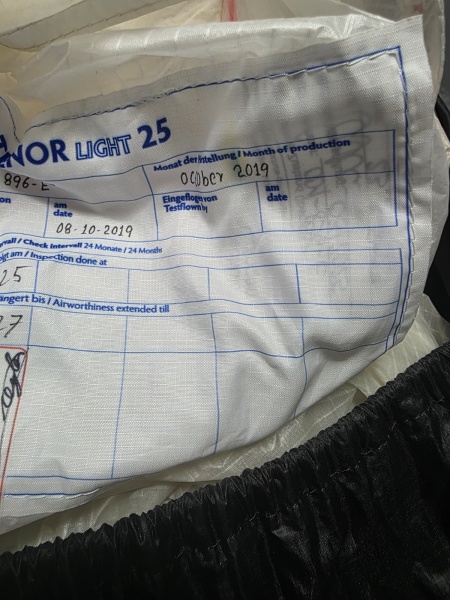 NOR LIGHT 25
896-E
Monat der Herstellung / Month of production
October 2019
on
am
date
08-10-2019
Eingeflogen von
Testflown by
am
date
rvall / Check Intervall 24 Monate / 24 Months
lgt am / Inspection done at
25
ängert bis / Airworthiness extended till
27